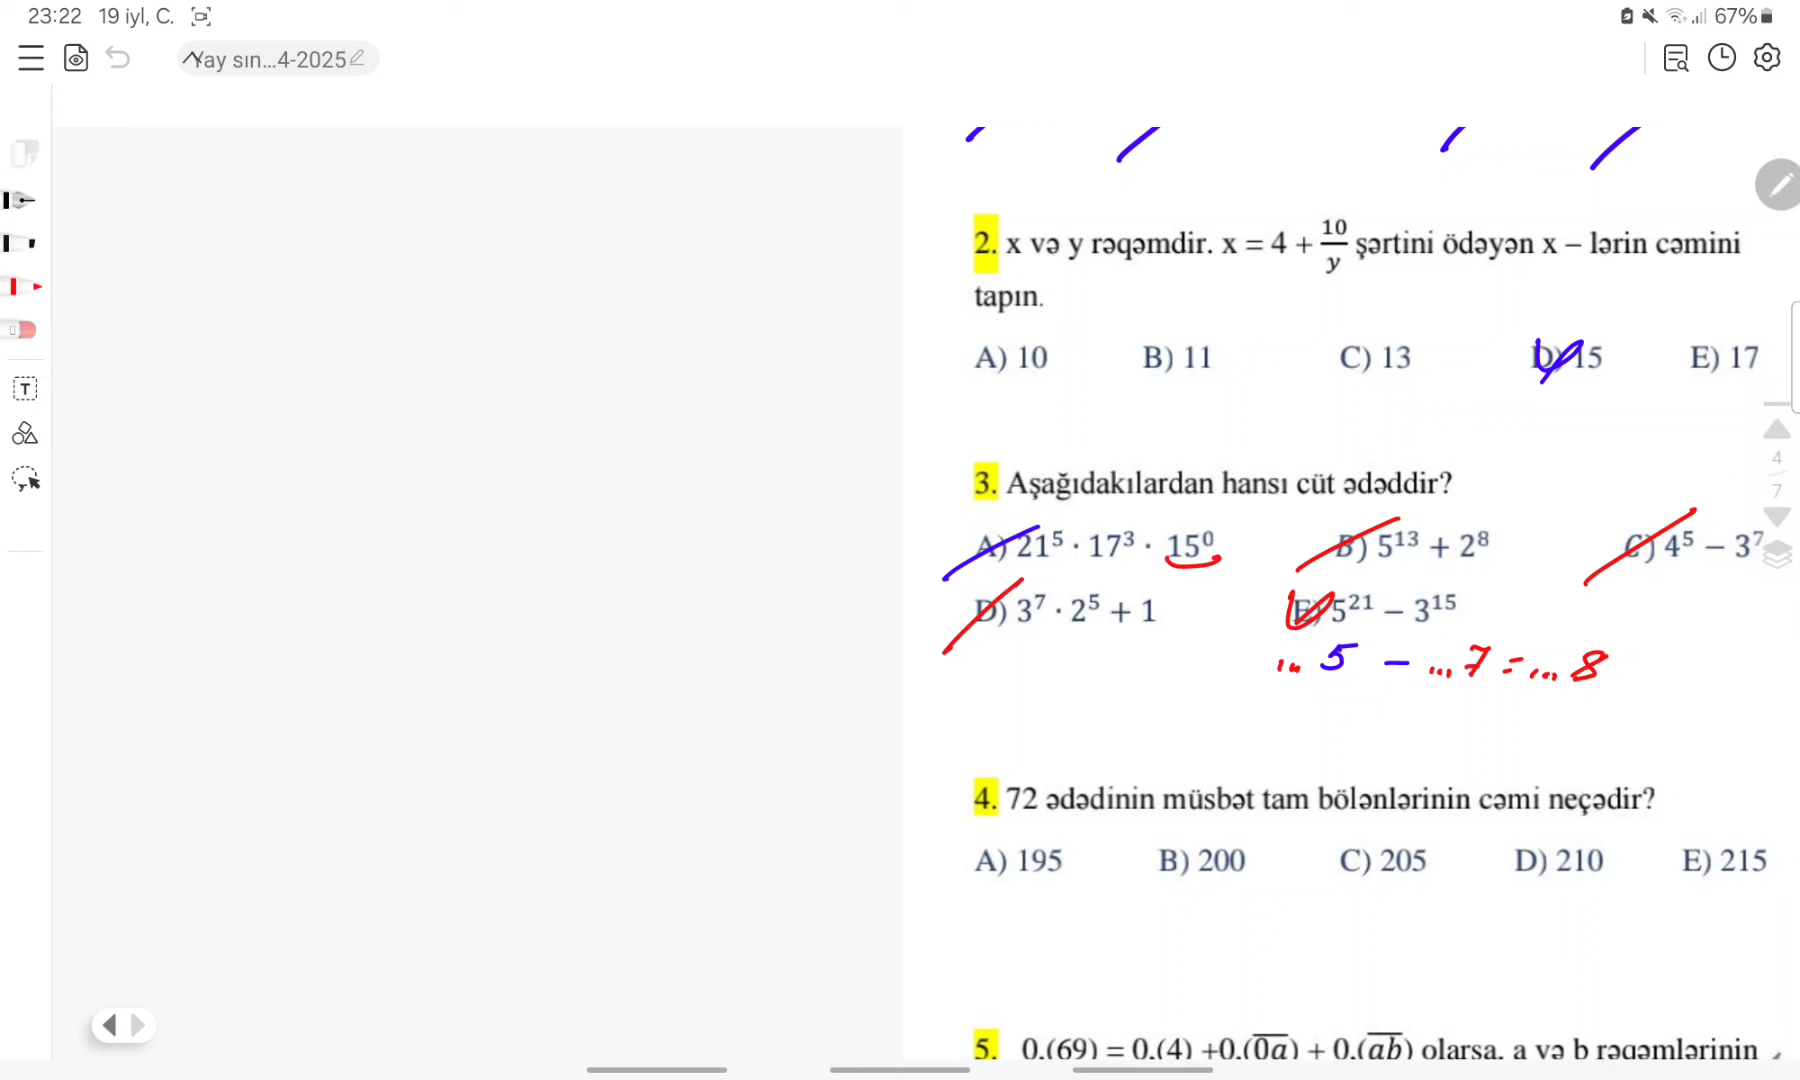 23:22 19 iyl, C.
67%
Yay sın...4-2025
2. x və y rəqəmdir. x = 4 + 10/y şərtini ödəyən x – lərin cəmini
tapın.
A) 10 B) 11 C) 13 D) 15 E) 17
3. Aşağıdakılardan hansı cüt ədəddir?
A) 21⁵ · 17³ · 15⁰ B) 5¹³ + 2⁸ C) 4⁵ − 3⁷
D) 3⁷ · 2⁵ + 1 E) 5²¹ − 3¹⁵
... 5 − ...7 = ...8
4. 72 ədədinin müsbət tam bölənlərinin cəmi neçədir?
A) 195 B) 200 C) 205 D) 210 E) 215
5. 0,(69) = 0,(4) +0,(0̅a̅) + 0,(a̅b̅) olarsa, a və b rəqəmlərinin
4
7
T